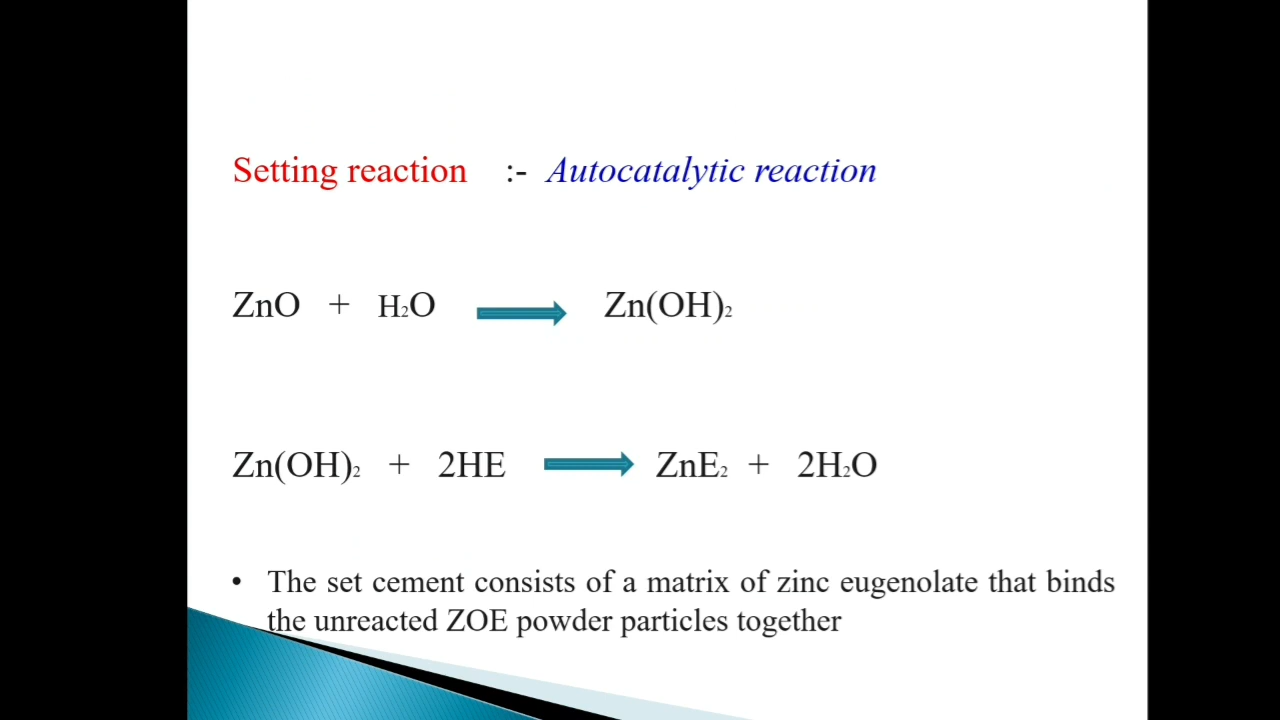 Setting reaction :- Autocatalytic reaction
ZnO + H₂O Zn(OH)₂
Zn(OH)₂ + 2HE ZnE₂ + 2H₂O
• The set cement consists of a matrix of zinc eugenolate that binds
the unreacted ZOE powder particles together